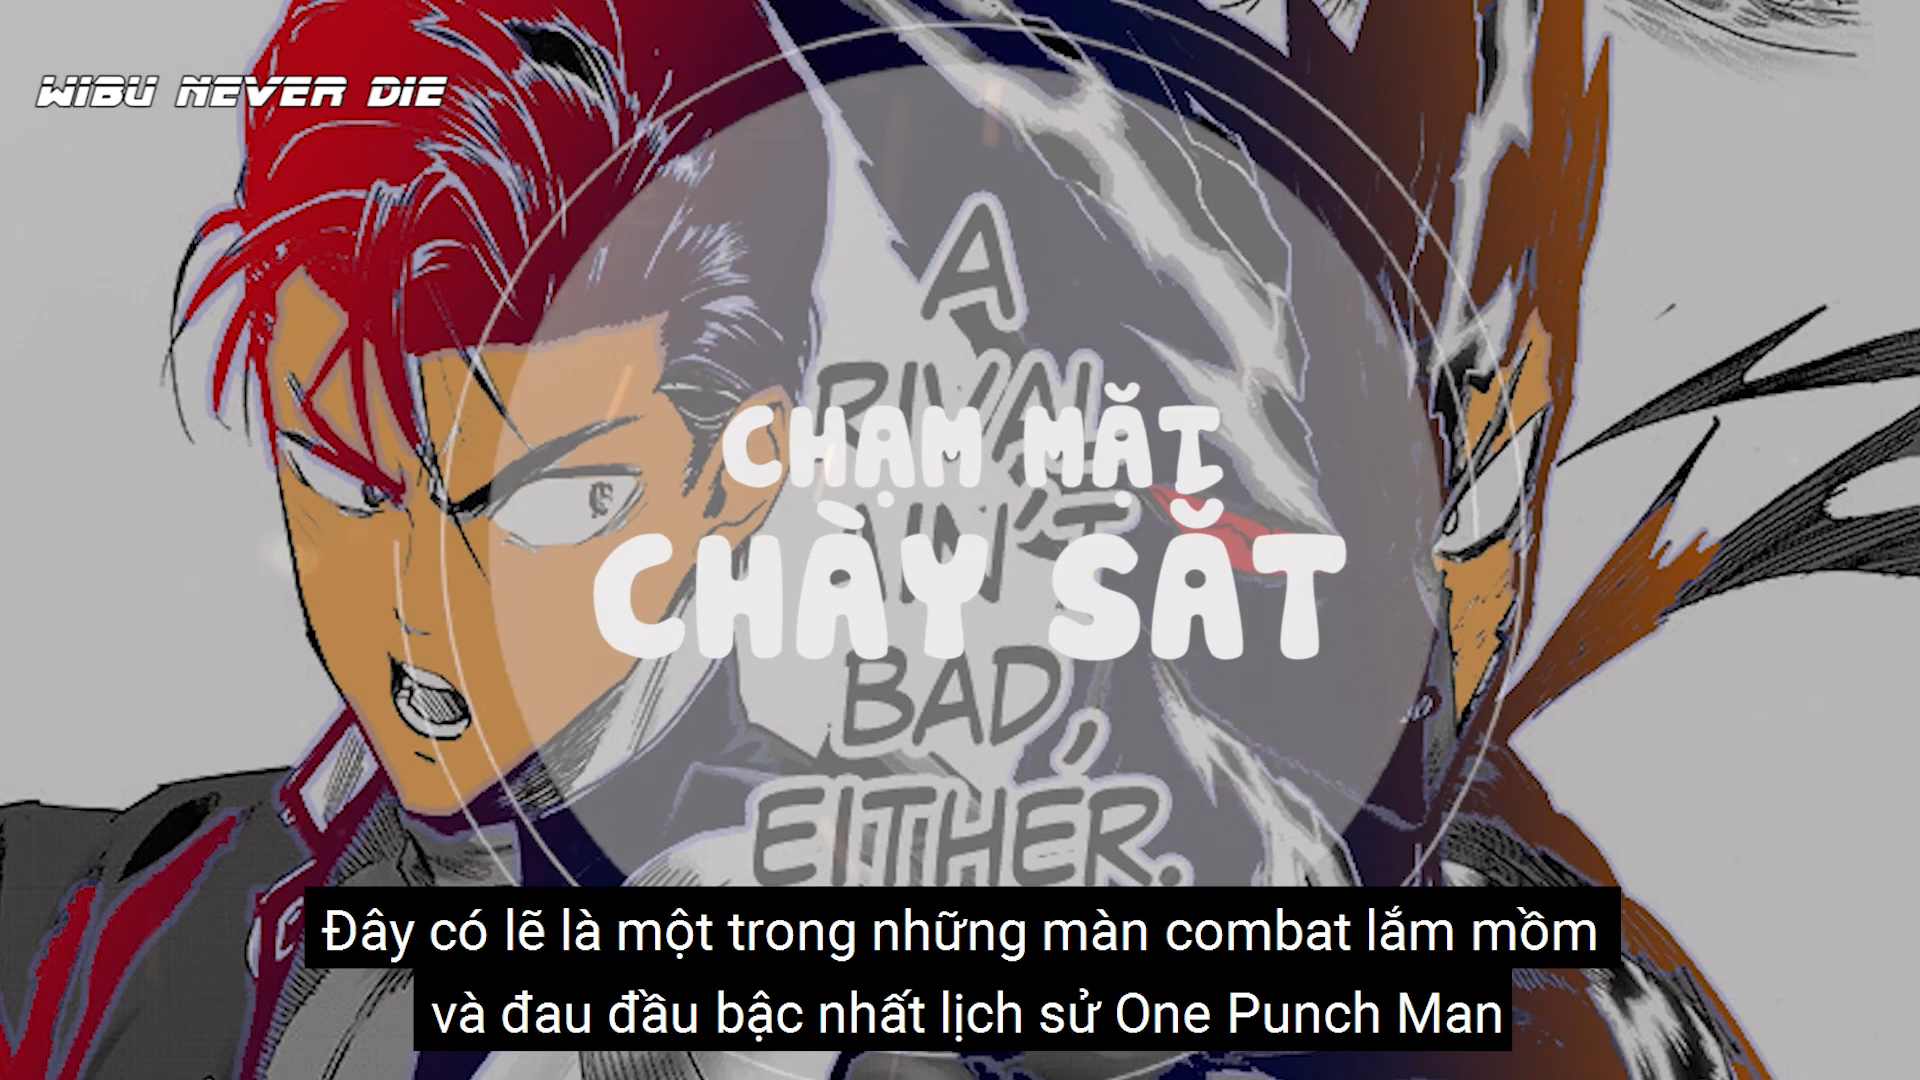 WIBU NEVER DIE
A
RIVAL
CHẠM MẶT
AIN'T
CHÀY SẮT
BAD,
EITHER.
Đây có lẽ là một trong những màn combat lắm mồm
và đau đầu bậc nhất lịch sử One Punch Man